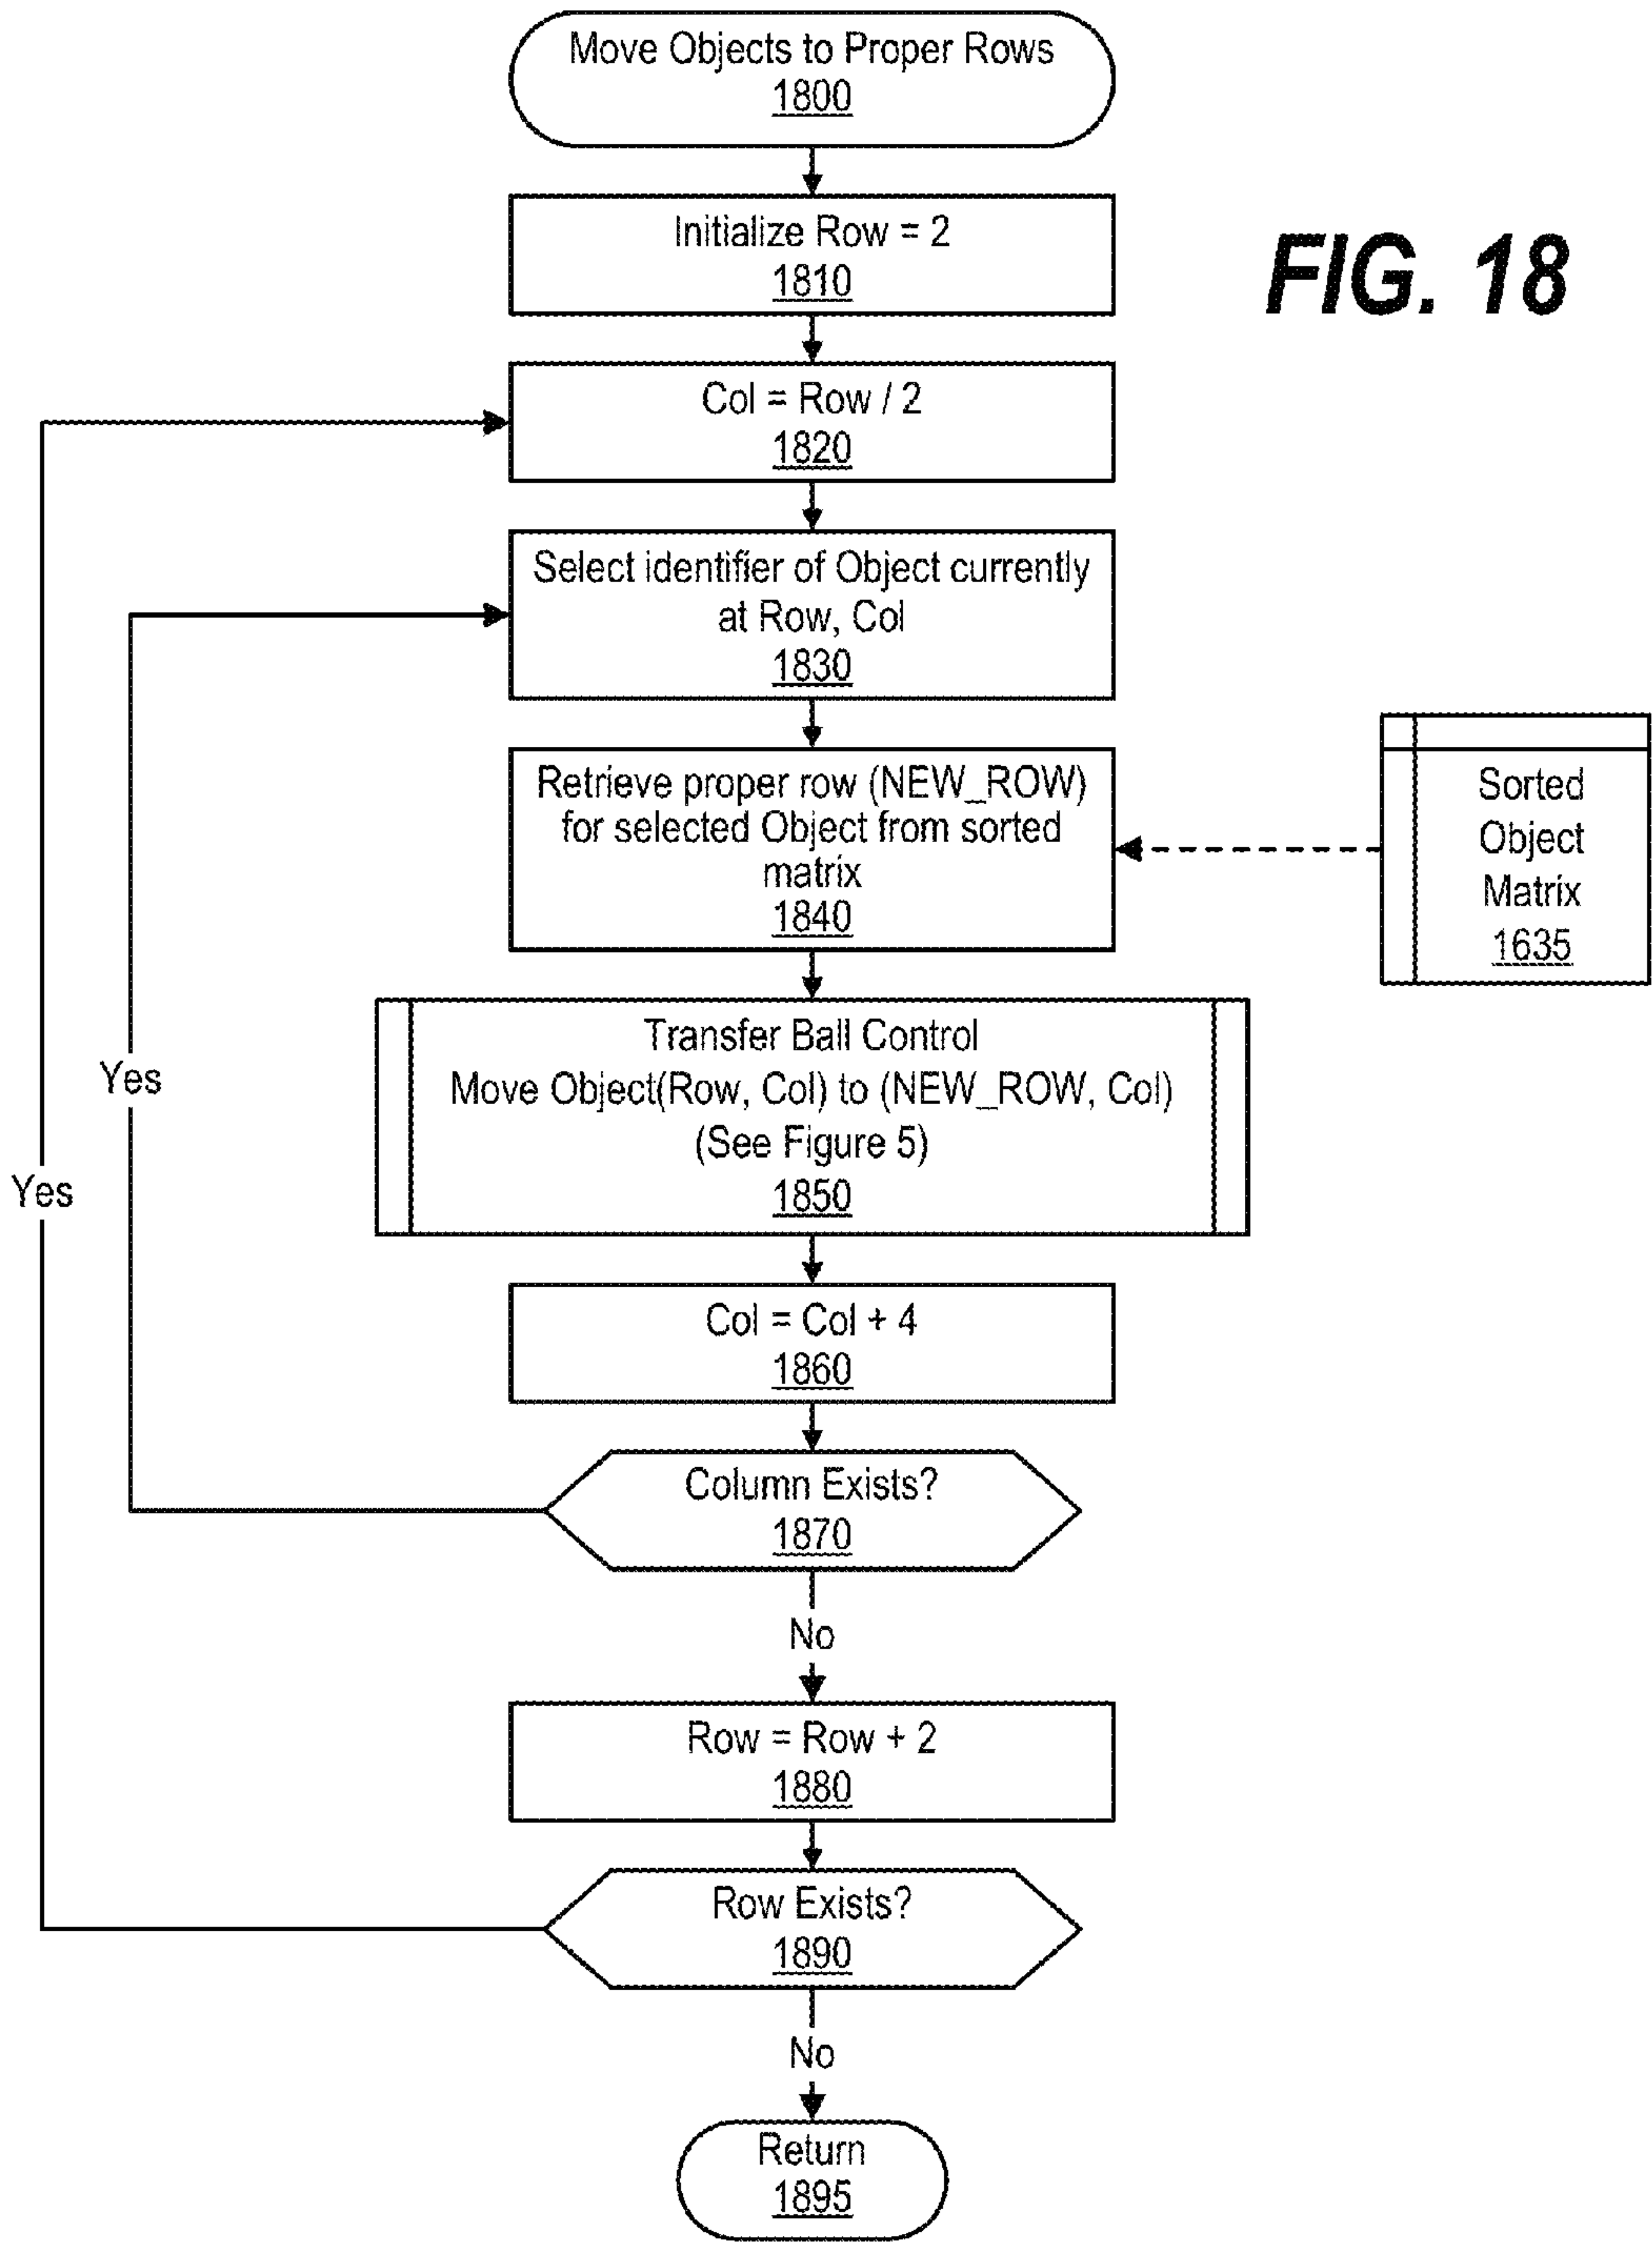 Move Objects to Proper Rows
1800
Initialize Row = 2
1810
FIG. 18
Col = Row / 2
1820
Select identifier of Object currently
at Row, Col
1830
Retrieve proper row (NEW_ROW)
for selected Object from sorted
matrix
1840
Sorted
Object
Matrix
1635
Transfer Ball Control
Move Object(Row, Col) to (NEW_ROW, Col)
(See Figure 5)
1850
Yes
Yes
Col = Col + 4
1860
Column Exists?
1870
No
Row = Row + 2
1880
Row Exists?
1890
No
Return
1895